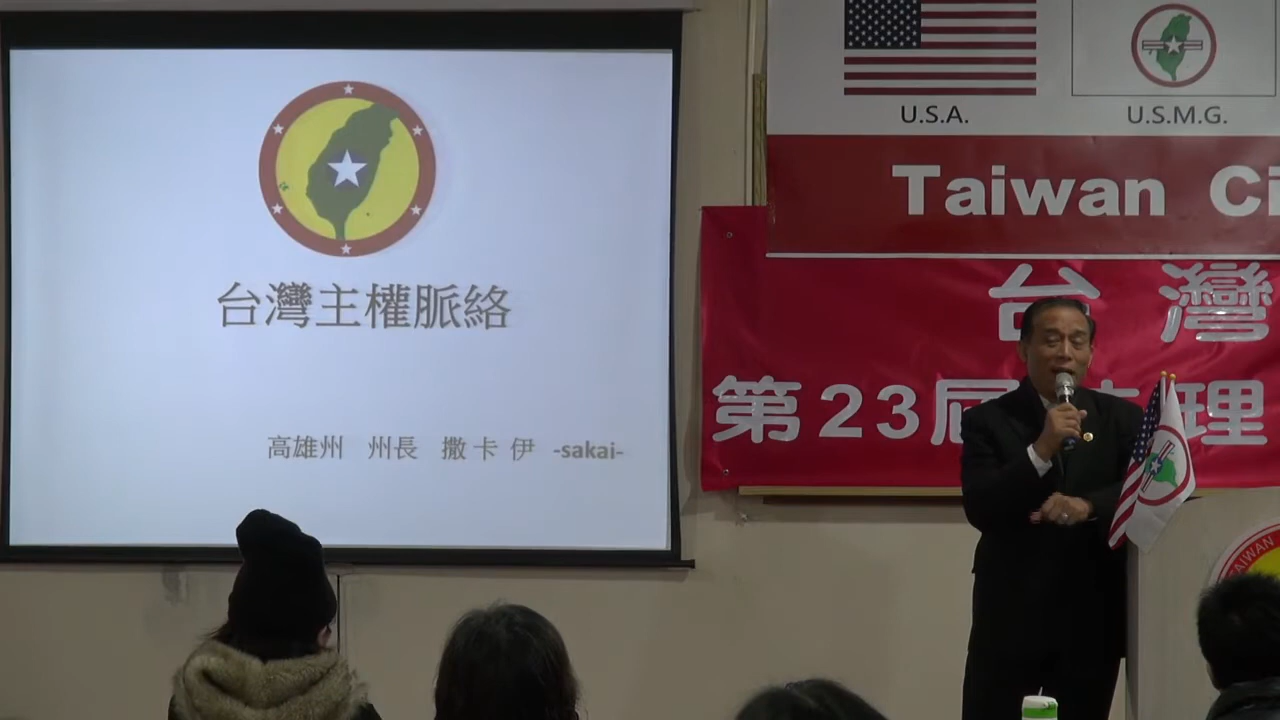 台灣主權脈絡
高雄州 州長 撒卡伊 -sakai-
U.S.A.
U.S.M.G.
Taiwan Ci
台灣
第23屆 理
TAIWAN